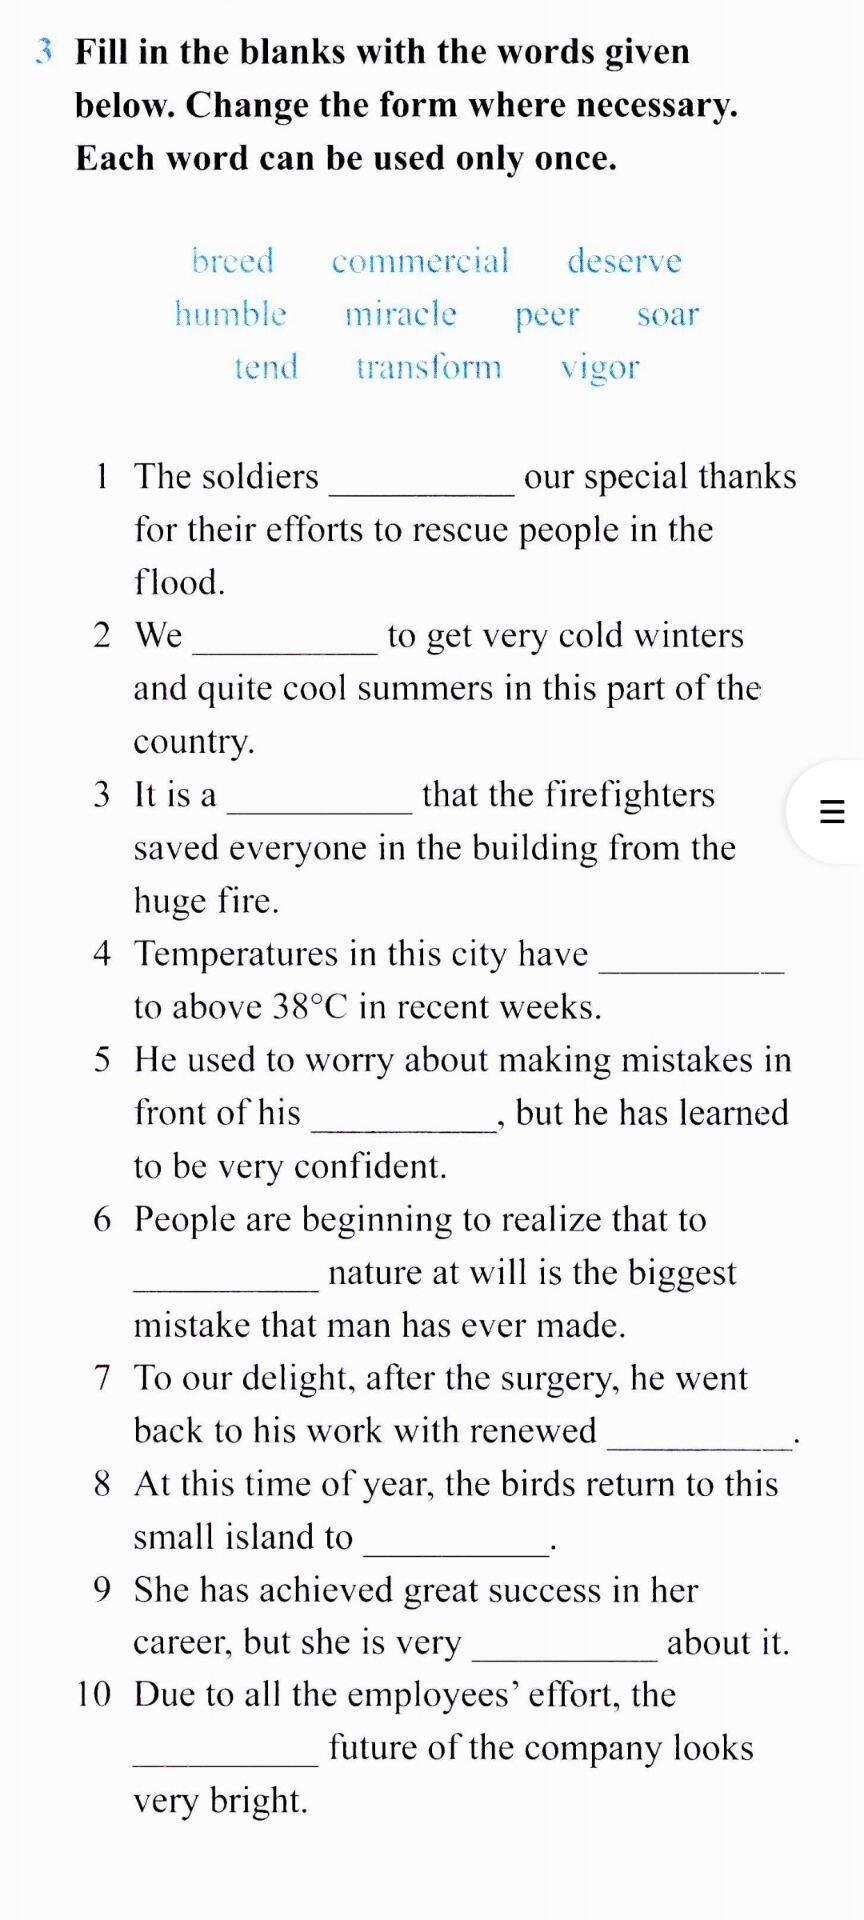 3 Fill in the blanks with the words given
below. Change the form where necessary.
Each word can be used only once.
breed commercial deserve
humble miracle peer soar
tend transform vigor
1 The soldiers __________ our special thanks
for their efforts to rescue people in the
flood.
2 We __________ to get very cold winters
and quite cool summers in this part of the
country.
3 It is a __________ that the firefighters
saved everyone in the building from the
huge fire.
4 Temperatures in this city have __________
to above 38°C in recent weeks.
5 He used to worry about making mistakes in
front of his __________, but he has learned
to be very confident.
6 People are beginning to realize that to
__________ nature at will is the biggest
mistake that man has ever made.
7 To our delight, after the surgery, he went
back to his work with renewed __________.
8 At this time of year, the birds return to this
small island to __________.
9 She has achieved great success in her
career, but she is very __________ about it.
10 Due to all the employees’ effort, the
__________ future of the company looks
very bright.